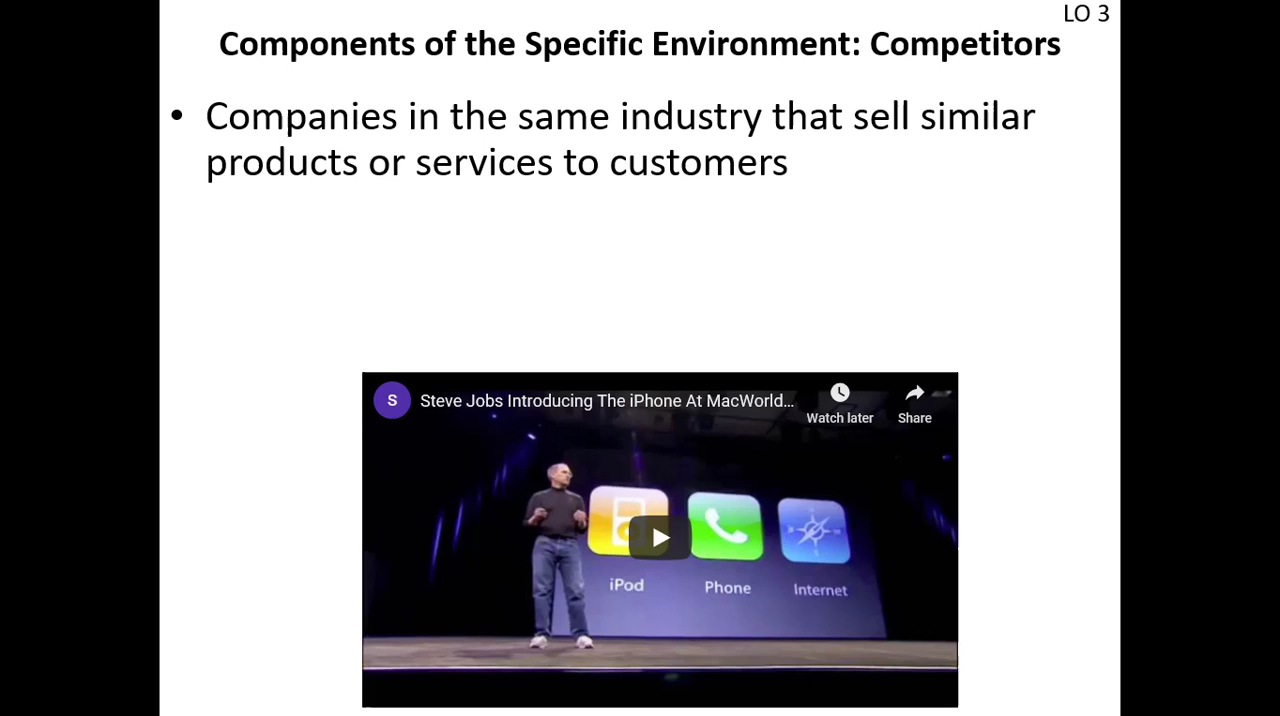 LO 3
Components of the Specific Environment: Competitors
• Companies in the same industry that sell similar
products or services to customers
S
Steve Jobs Introducing The iPhone At MacWorld...
Watch later
Share
iPod
Phone
Internet